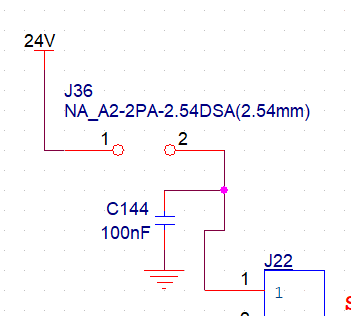 24V
J36
NA_A2-2PA-2.54DSA(2.54mm)
1 2
C144
100nF
J22
1 1